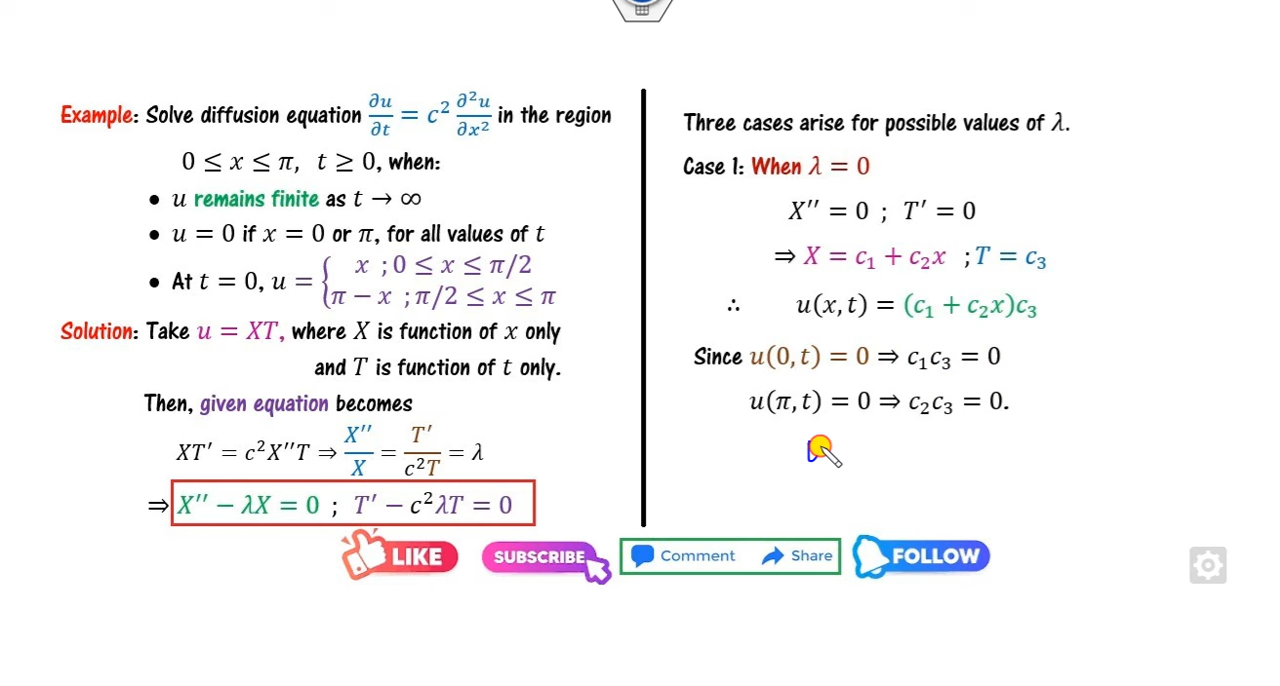 Example: Solve diffusion equation ∂u/∂t = c² ∂²u/∂x² in the region
0 ≤ x ≤ π, t ≥ 0, when:
• u remains finite as t → ∞
• u = 0 if x = 0 or π, for all values of t
• At t = 0, u = { x ; 0 ≤ x ≤ π/2
π − x ; π/2 ≤ x ≤ π
Solution: Take u = XT, where X is function of x only
and T is function of t only.
Then, given equation becomes
XT′ = c²X′′T ⇒ X′′/X = T′/c²T = λ
⇒ X′′ − λX = 0 ; T′ − c²λT = 0
Three cases arise for possible values of λ.
Case 1: When λ = 0
X′′ = 0 ; T′ = 0
⇒ X = c₁ + c₂x ; T = c₃
∴ u(x, t) = (c₁ + c₂x)c₃
Since u(0, t) = 0 ⇒ c₁c₃ = 0
u(π, t) = 0 ⇒ c₂c₃ = 0.
LIKE
SUBSCRIBE
Comment
Share
FOLLOW